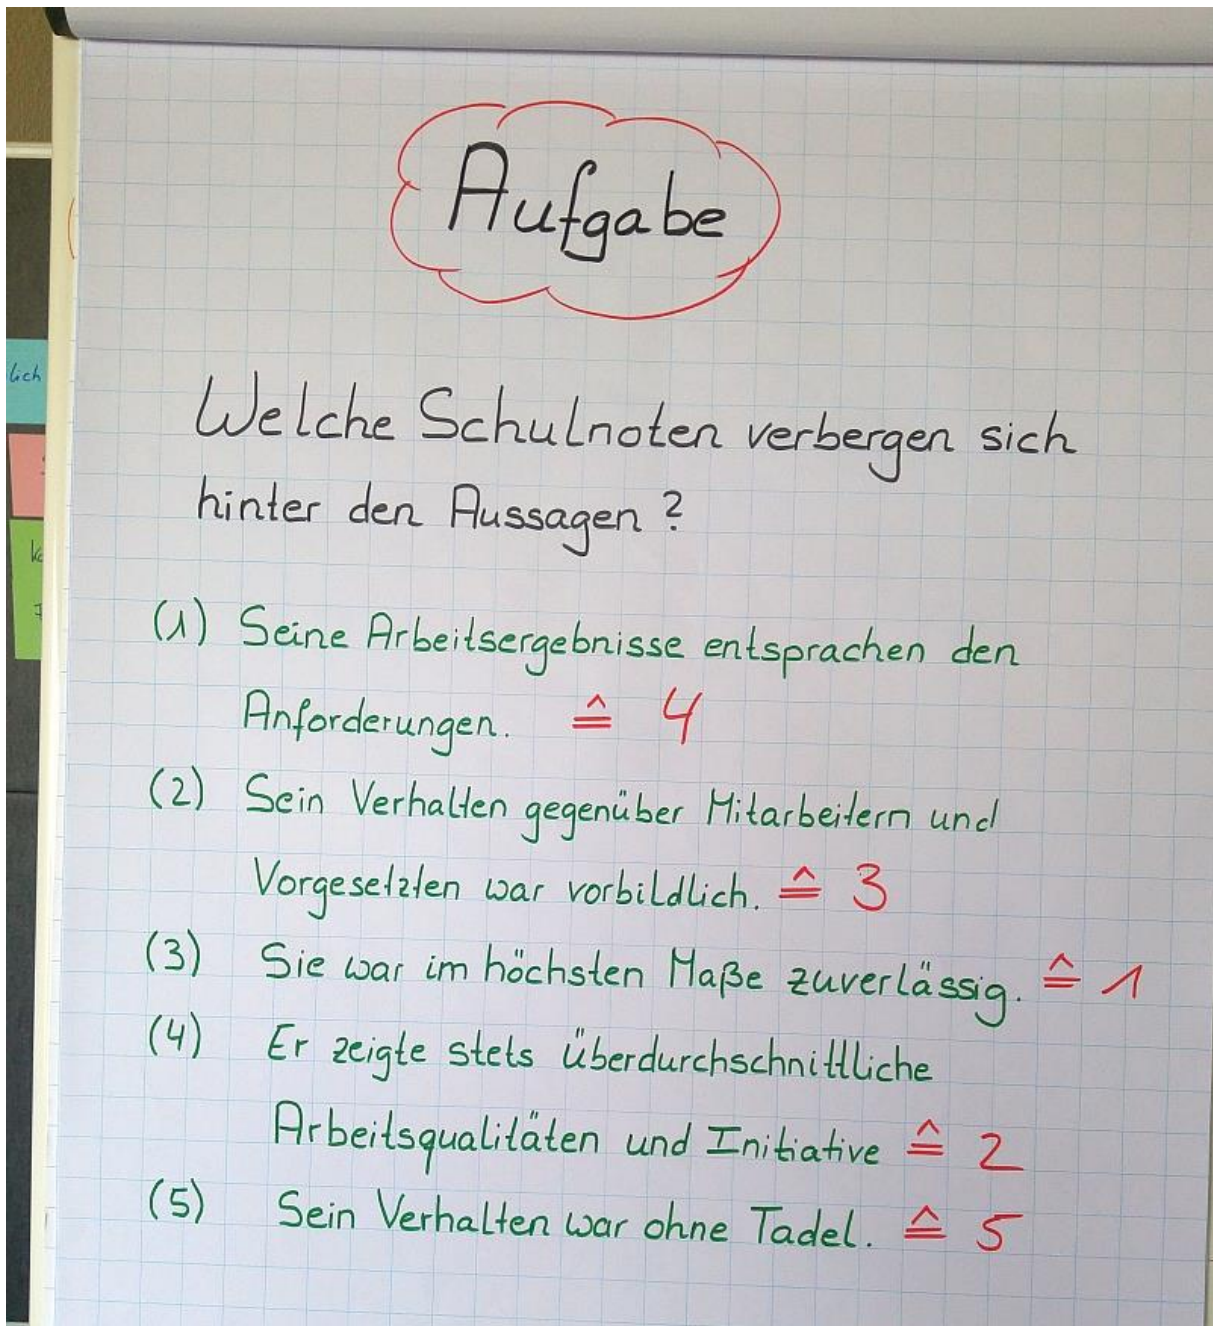 Aufgabe
lich
Welche Schulnoten verbergen sich
hinter den Aussagen ?
(1) Seine Arbeitsergebnisse entsprachen den
Anforderungen. ≙ 4
(2) Sein Verhalten gegenüber Mitarbeitern und
Vorgesetzten war vorbildlich. ≙ 3
(3) Sie war im höchsten Maße zuverlässig. ≙ 1
(4) Er zeigte stets überdurchschnittliche
Arbeitsqualitäten und Initiative ≙ 2
(5) Sein Verhalten war ohne Tadel. ≙ 5